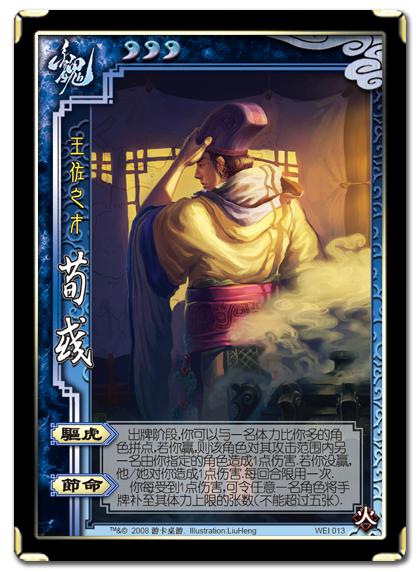 魏
王佐之才
荀彧
驅虎
出牌阶段,你可以与一名体力比你多的角
色拼点,若你赢,则该角色对其攻击范围内另
一名由你指定的角色造成1点伤害.若你没赢,
他/她对你造成1点伤害.每回合限用一次.
節命
你每受到1点伤害,可令任意一名角色将手
牌补至其体力上限的张数(不能超过五张).
™&© 2008 游卡桌游. Illustration:LiuHeng
WEI 013
火